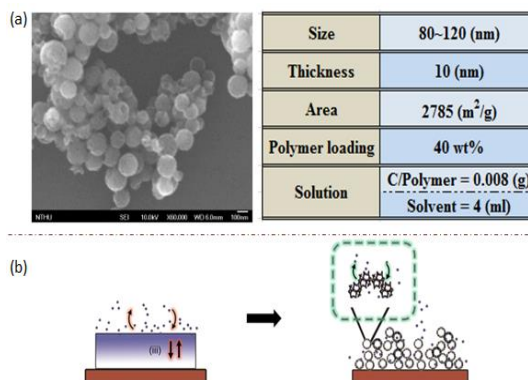 (a)
NTHU SEI 10.0kV X60,000 WD 6.0mm 100nm
Size 80~120 (nm)
Thickness 10 (nm)
Area 2785 (m²/g)
Polymer loading 40 wt%
Solution C/Polymer = 0.008 (g)
Solvent = 4 (ml)
(b)
(iii)